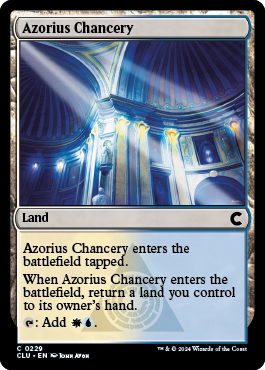 Azorius Chancery
Land
Azorius Chancery enters the
battlefield tapped.
When Azorius Chancery enters the
battlefield, return a land you control
to its owner's hand.
: Add .
C 0229
CLU • EN John Avon
™ & © 2024 Wizards of the Coast